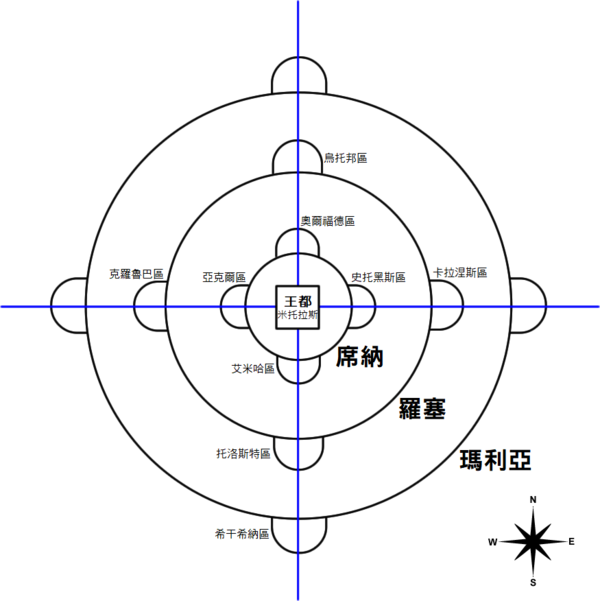 烏托邦區
奧爾福德區
克羅魯巴區
亞克爾區
史托黑斯區
卡拉涅斯區
王都
米托拉斯
席納
艾米哈區
羅塞
托洛斯特區
瑪利亞
希干希納區
N
W
E
S